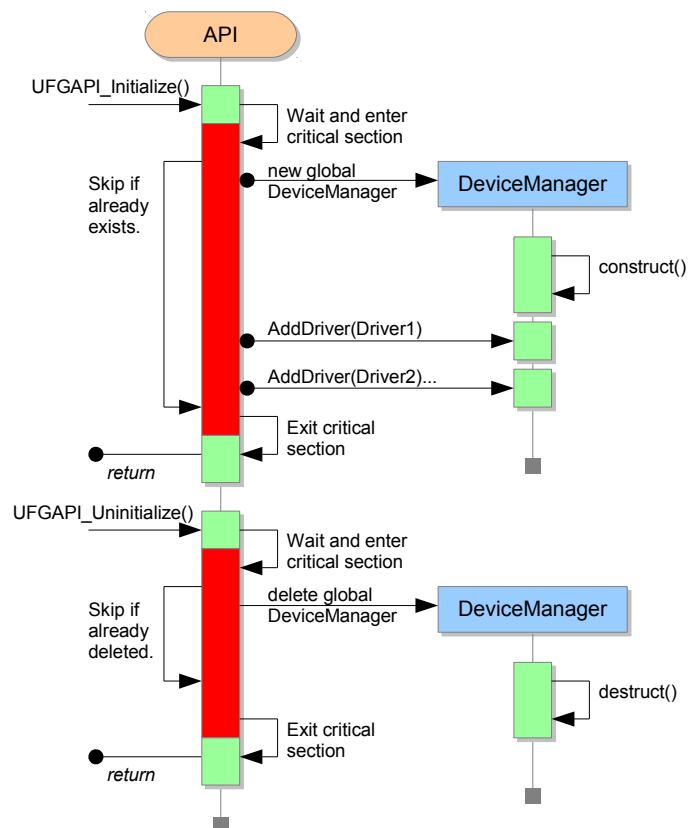 API
UFGAPI_Initialize()
Wait and enter
critical section
Skip if
already
exists.
new global
DeviceManager
DeviceManager
construct()
AddDriver(Driver1)
AddDriver(Driver2)...
Exit critical
section
return
UFGAPI_Uninitialize()
Wait and enter
critical section
Skip if
already
deleted.
delete global
DeviceManager
DeviceManager
destruct()
Exit critical
section
return